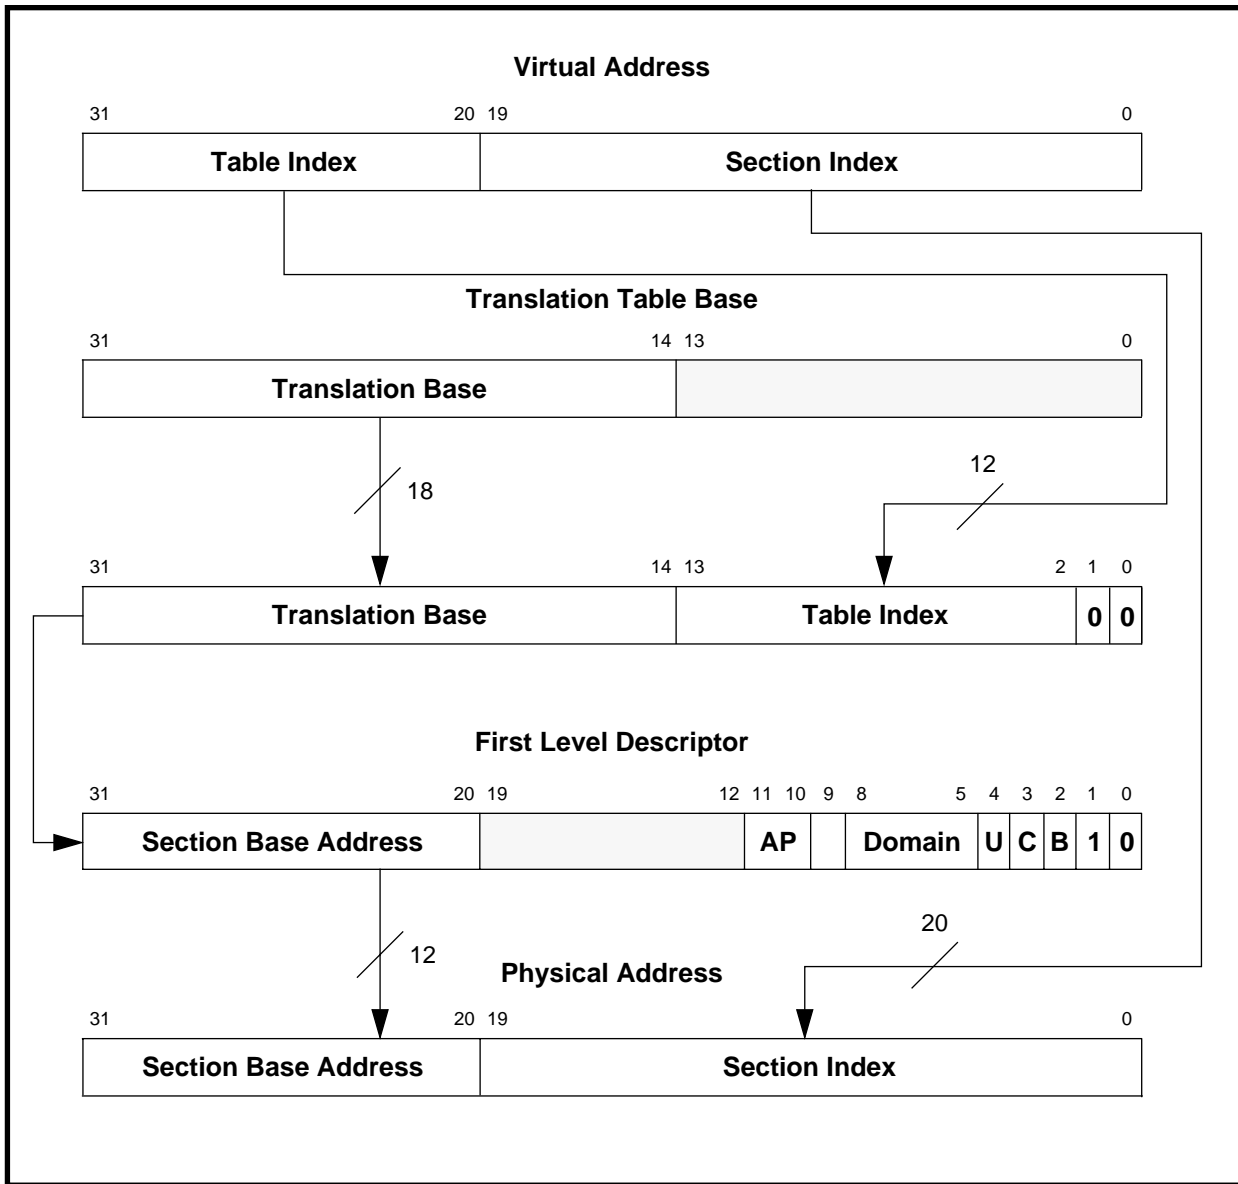 Virtual Address
31 20 19 0
Table Index Section Index
Translation Table Base
31 14 13 0
Translation Base
18
12
31 14 13 2 1 0
Translation Base Table Index 0 0
First Level Descriptor
31 20 19 12 11 10 9 8 5 4 3 2 1 0
Section Base Address AP Domain U C B 1 0
12
20
Physical Address
31 20 19 0
Section Base Address Section Index